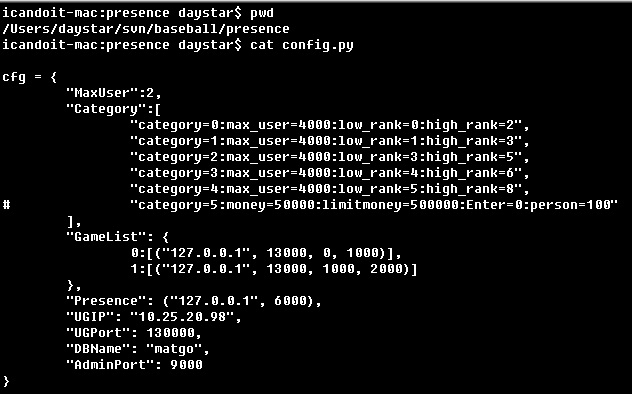 icandoit-mac:presence daystar$ pwd
/Users/daystar/svn/baseball/presence
icandoit-mac:presence daystar$ cat config.py
cfg = {
"MaxUser":2,
"Category":[
"category=0:max_user=4000:low_rank=0:high_rank=2",
"category=1:max_user=4000:low_rank=1:high_rank=3",
"category=2:max_user=4000:low_rank=3:high_rank=5",
"category=3:max_user=4000:low_rank=4:high_rank=6",
"category=4:max_user=4000:low_rank=5:high_rank=8",
# "category=5:money=50000:limitmoney=500000:Enter=0:person=100"
],
"GameList": {
0:[("127.0.0.1", 13000, 0, 1000)],
1:[("127.0.0.1", 13000, 1000, 2000)]
},
"Presence": ("127.0.0.1", 6000),
"UGIP": "10.25.20.98",
"UGPort": 130000,
"DBName": "matgo",
"AdminPort": 9000
}